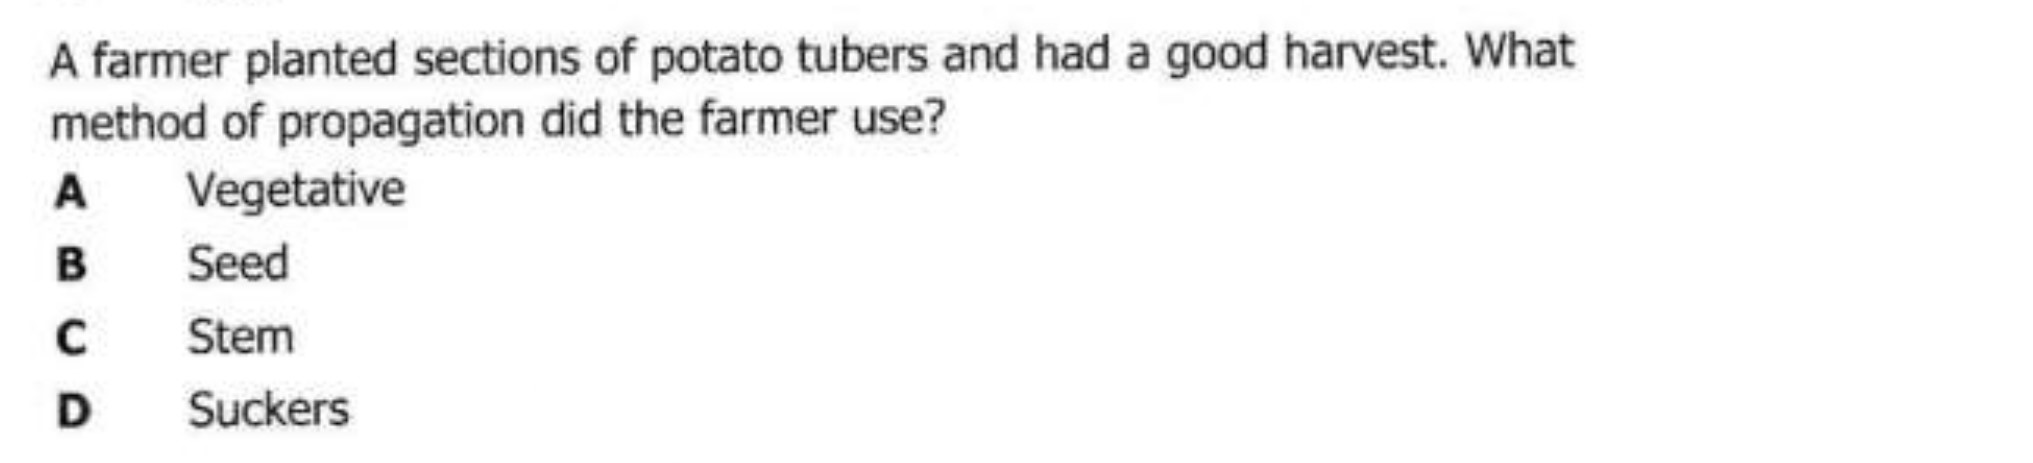 A farmer planted sections of potato tubers and had a good harvest. What
method of propagation did the farmer use?
A Vegetative
B Seed
C Stem
D Suckers